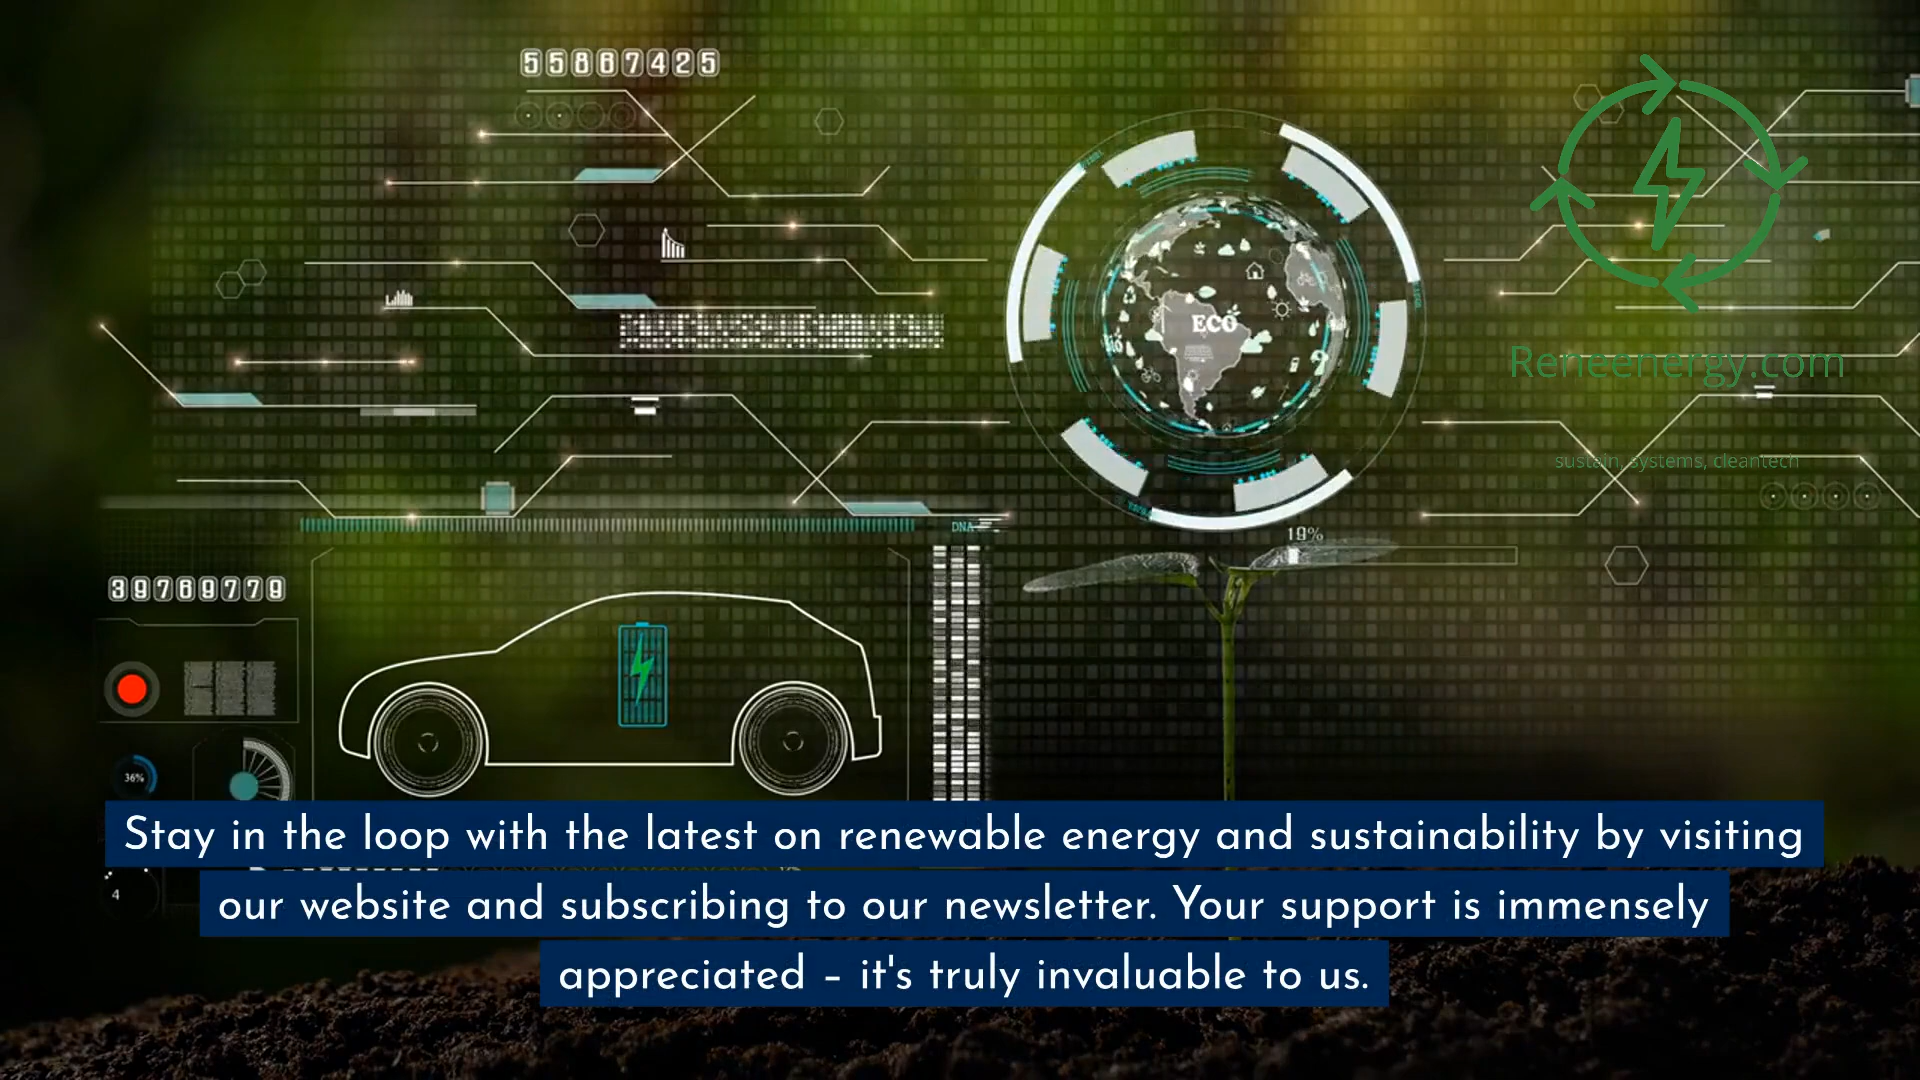 55867425
ECO
Reneenergy.com
sustain, systems, cleantech
DNA
19%
39769779
36%
Stay in the loop with the latest on renewable energy and sustainability by visiting
our website and subscribing to our newsletter. Your support is immensely
appreciated – it's truly invaluable to us.
4